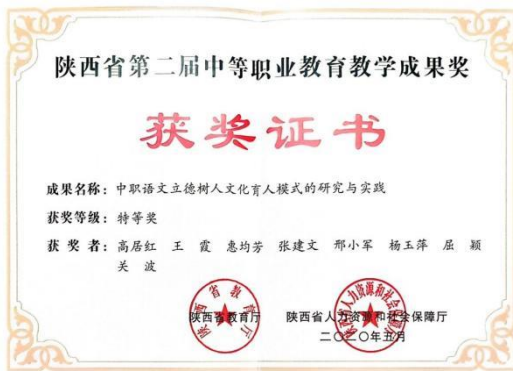 陕西省第二届中等职业教育教学成果奖
获奖证书
成果名称：中职语文立德树人文化育人模式的研究与实践
获奖等级：特等奖
获 奖 者：高居红 王 霞 惠均芳 张建文 邢小军 杨玉萍 屈 颖
关 波
陕西省教育厅 陕西省人力资源和社会保障厅
二〇二〇年五月